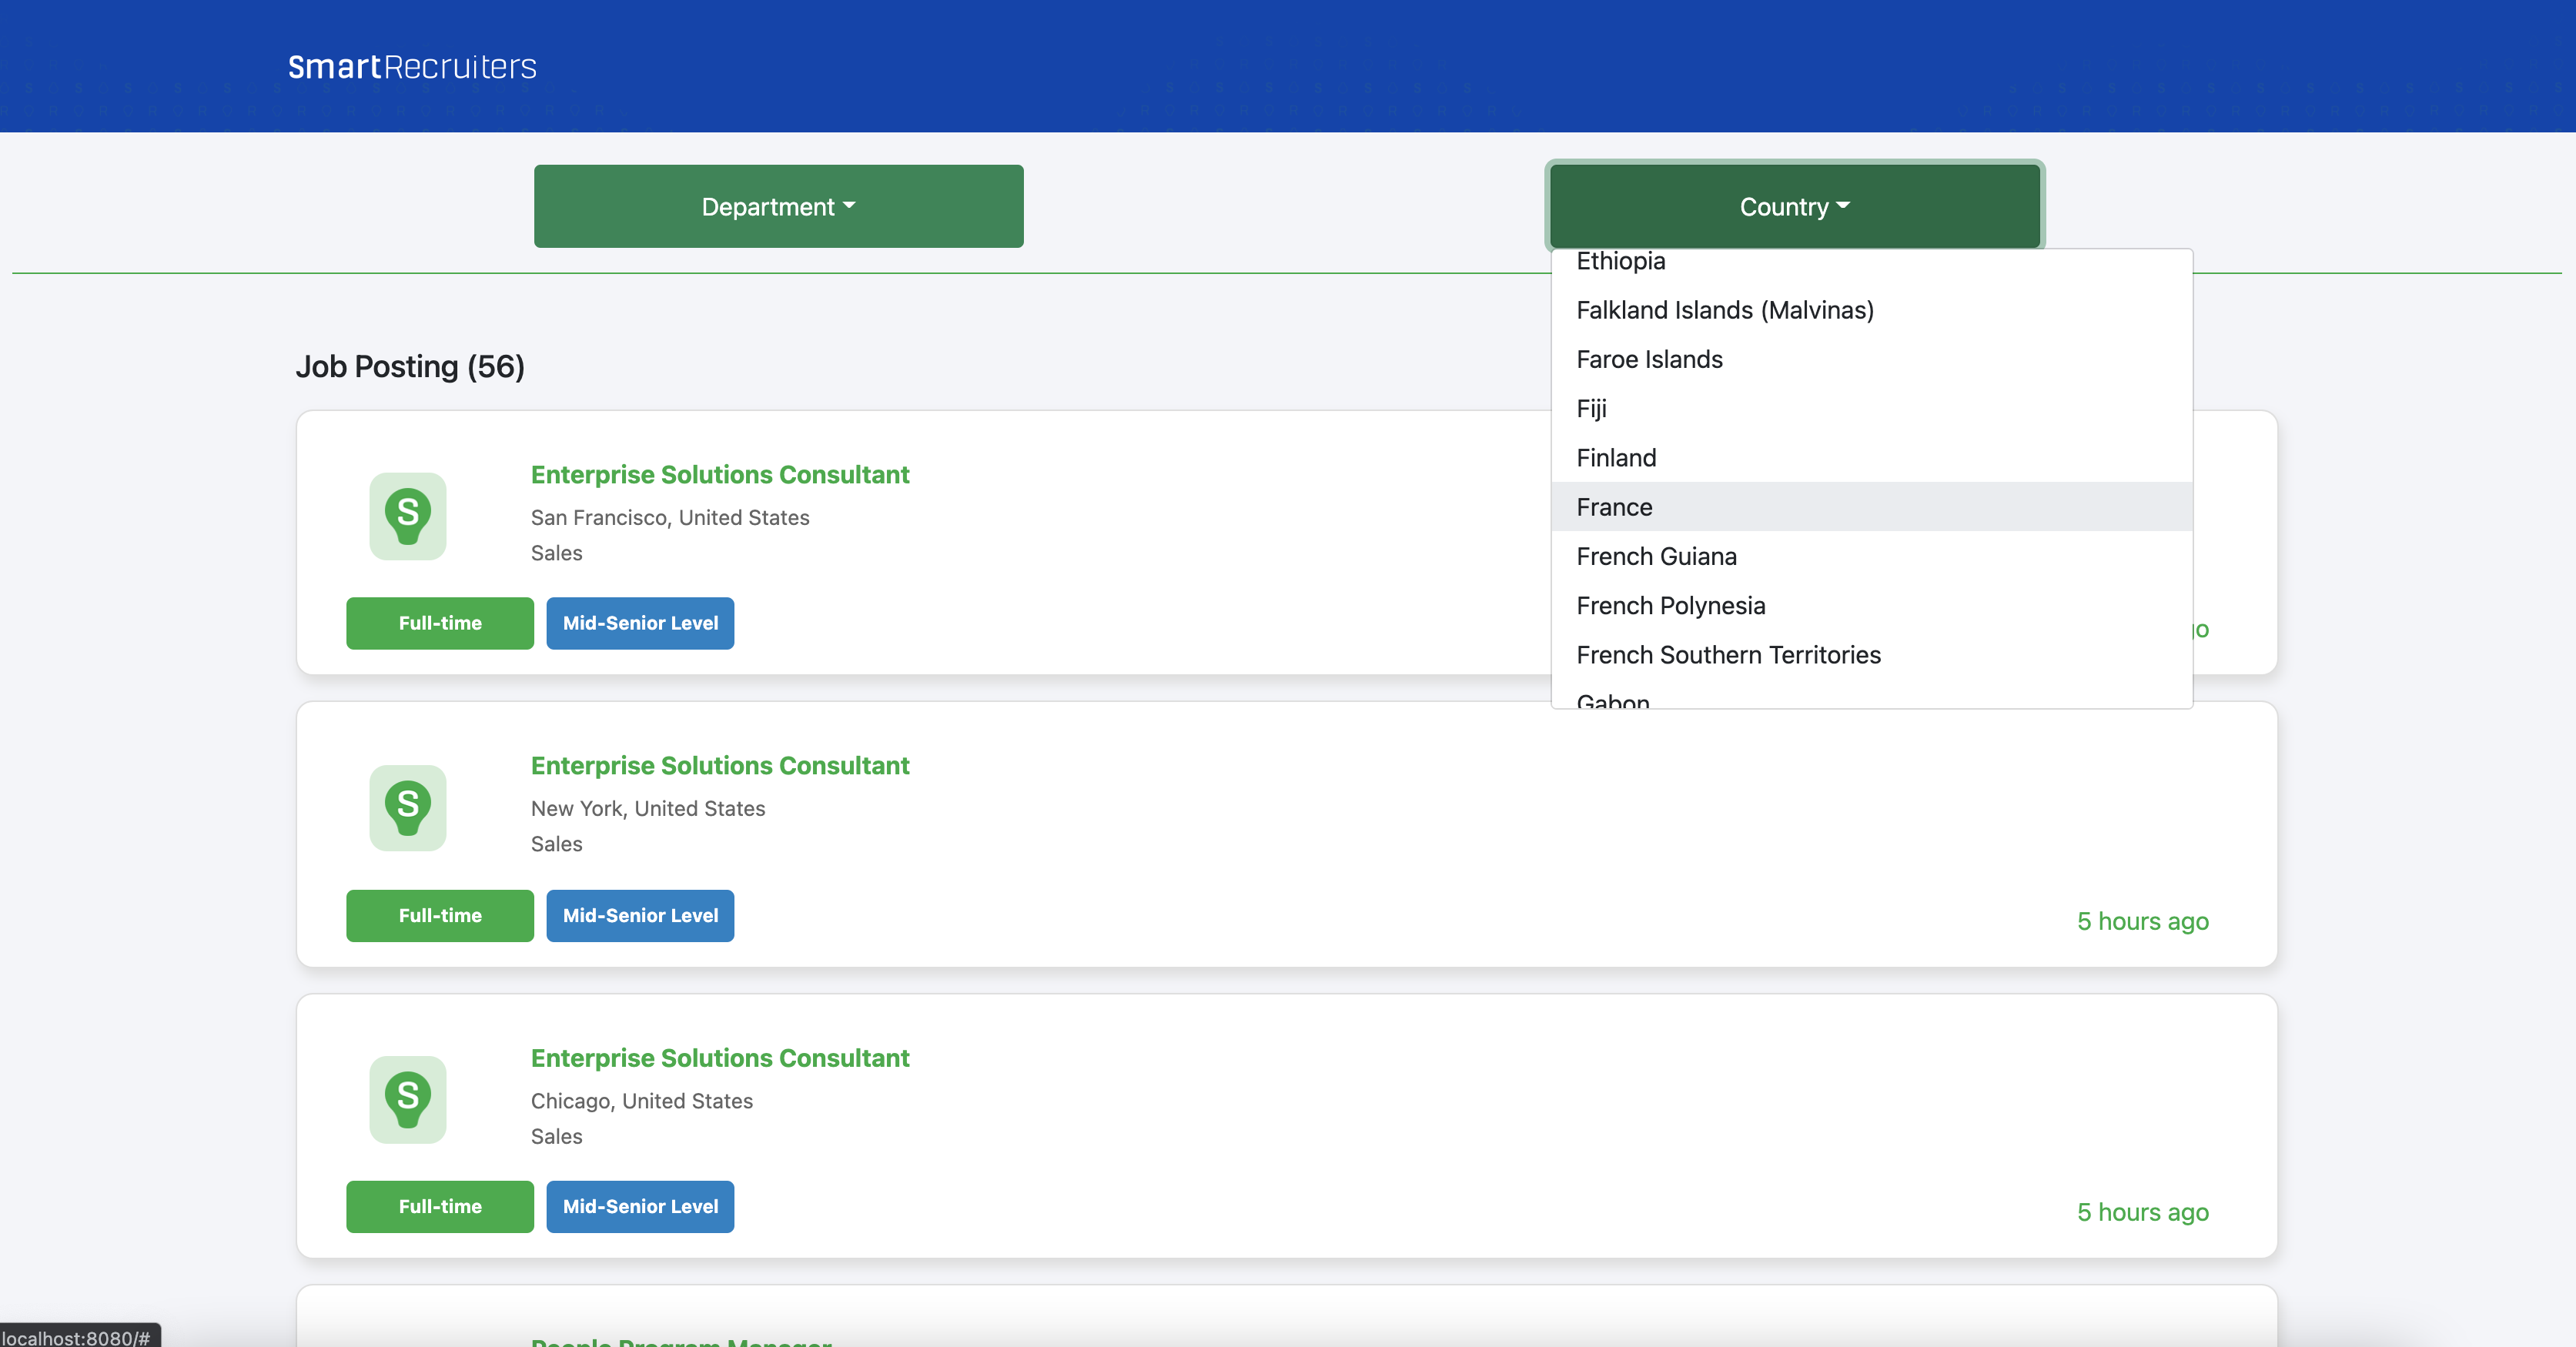 SmartRecruiters
Department
Country
Ethiopia
Falkland Islands (Malvinas)
Faroe Islands
Fiji
Finland
France
French Guiana
French Polynesia
French Southern Territories
Gabon
Job Posting (56)
S
Enterprise Solutions Consultant
San Francisco, United States
Sales
Full-time
Mid-Senior Level
go
S
Enterprise Solutions Consultant
New York, United States
Sales
Full-time
Mid-Senior Level
5 hours ago
S
Enterprise Solutions Consultant
Chicago, United States
Sales
Full-time
Mid-Senior Level
5 hours ago
People Program Manager
localhost:8080/#